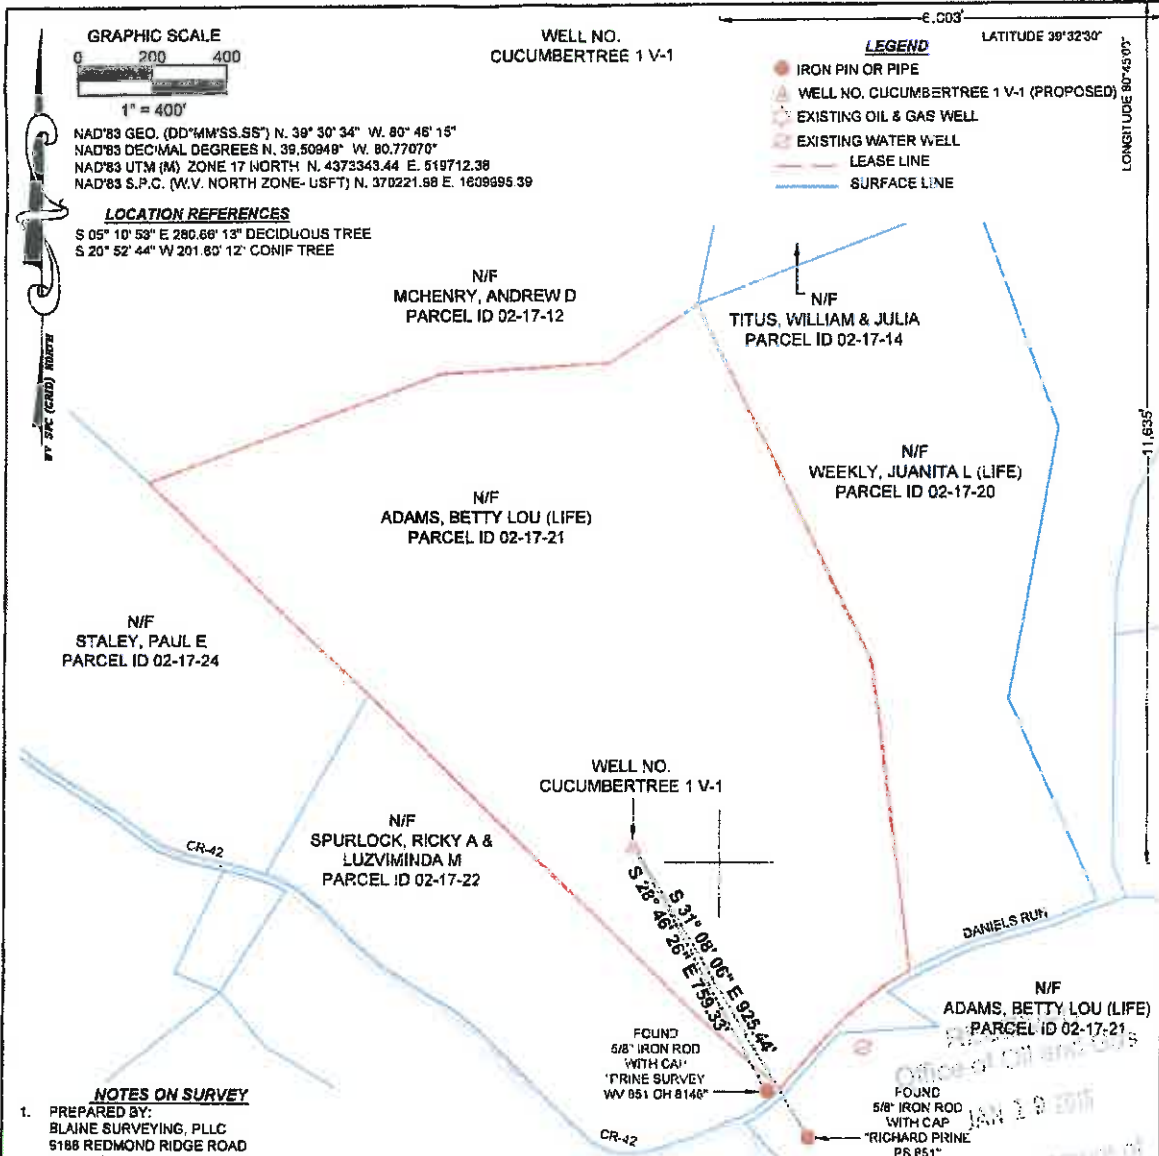 GRAPHIC SCALE
0 200 400
1" = 400'
WELL NO.
CUCUMBERTREE 1 V-1
6,003'
LATITUDE 39°32'30"
LONGITUDE 80°45'00"
11,635'
LEGEND
IRON PIN OR PIPE
WELL NO. CUCUMBERTREE 1 V-1 (PROPOSED)
EXISTING OIL & GAS WELL
EXISTING WATER WELL
LEASE LINE
SURFACE LINE
NAD'83 GEO. (DD°MM'SS.SS") N. 39° 30' 34" W. 80° 46' 15"
NAD'83 DECIMAL DEGREES N. 39.50949° W. 80.77070°
NAD'83 UTM (M) ZONE 17 NORTH N. 4373343.44 E. 519712.38
NAD'83 S.P.C. (W.V. NORTH ZONE- USFT) N. 370221.98 E. 1609695.39
LOCATION REFERENCES
S 05° 10' 53" E 280.66' 13" DECIDUOUS TREE
S 20° 52' 44" W 201.60' 12" CONIF TREE
WV SPC (GRID) NORTH
N/F
MCHENRY, ANDREW D
PARCEL ID 02-17-12
N/F
TITUS, WILLIAM & JULIA
PARCEL ID 02-17-14
N/F
WEEKLY, JUANITA L (LIFE)
PARCEL ID 02-17-20
N/F
ADAMS, BETTY LOU (LIFE)
PARCEL ID 02-17-21
N/F
STALEY, PAUL E
PARCEL ID 02-17-24
WELL NO.
CUCUMBERTREE 1 V-1
N/F
SPURLOCK, RICKY A &
LUZVIMINDA M
PARCEL ID 02-17-22
CR-42
S 31° 08' 06" E 925.44'
S 28° 46' 26" E 759.33'
DANIELS RUN
N/F
ADAMS, BETTY LOU (LIFE)
PARCEL ID 02-17-21
Office of Oil and Gas
JAN 19
FOUND
5/8" IRON ROD
WITH CAP
"PRINE SURVEY
WV 851 OH 8146"
FOUND
5/8" IRON ROD
WITH CAP
"RICHARD PRINE
PS 851"
CR-42
NOTES ON SURVEY
1. PREPARED BY:
BLAINE SURVEYING, PLLC
5188 REDMOND RIDGE ROAD